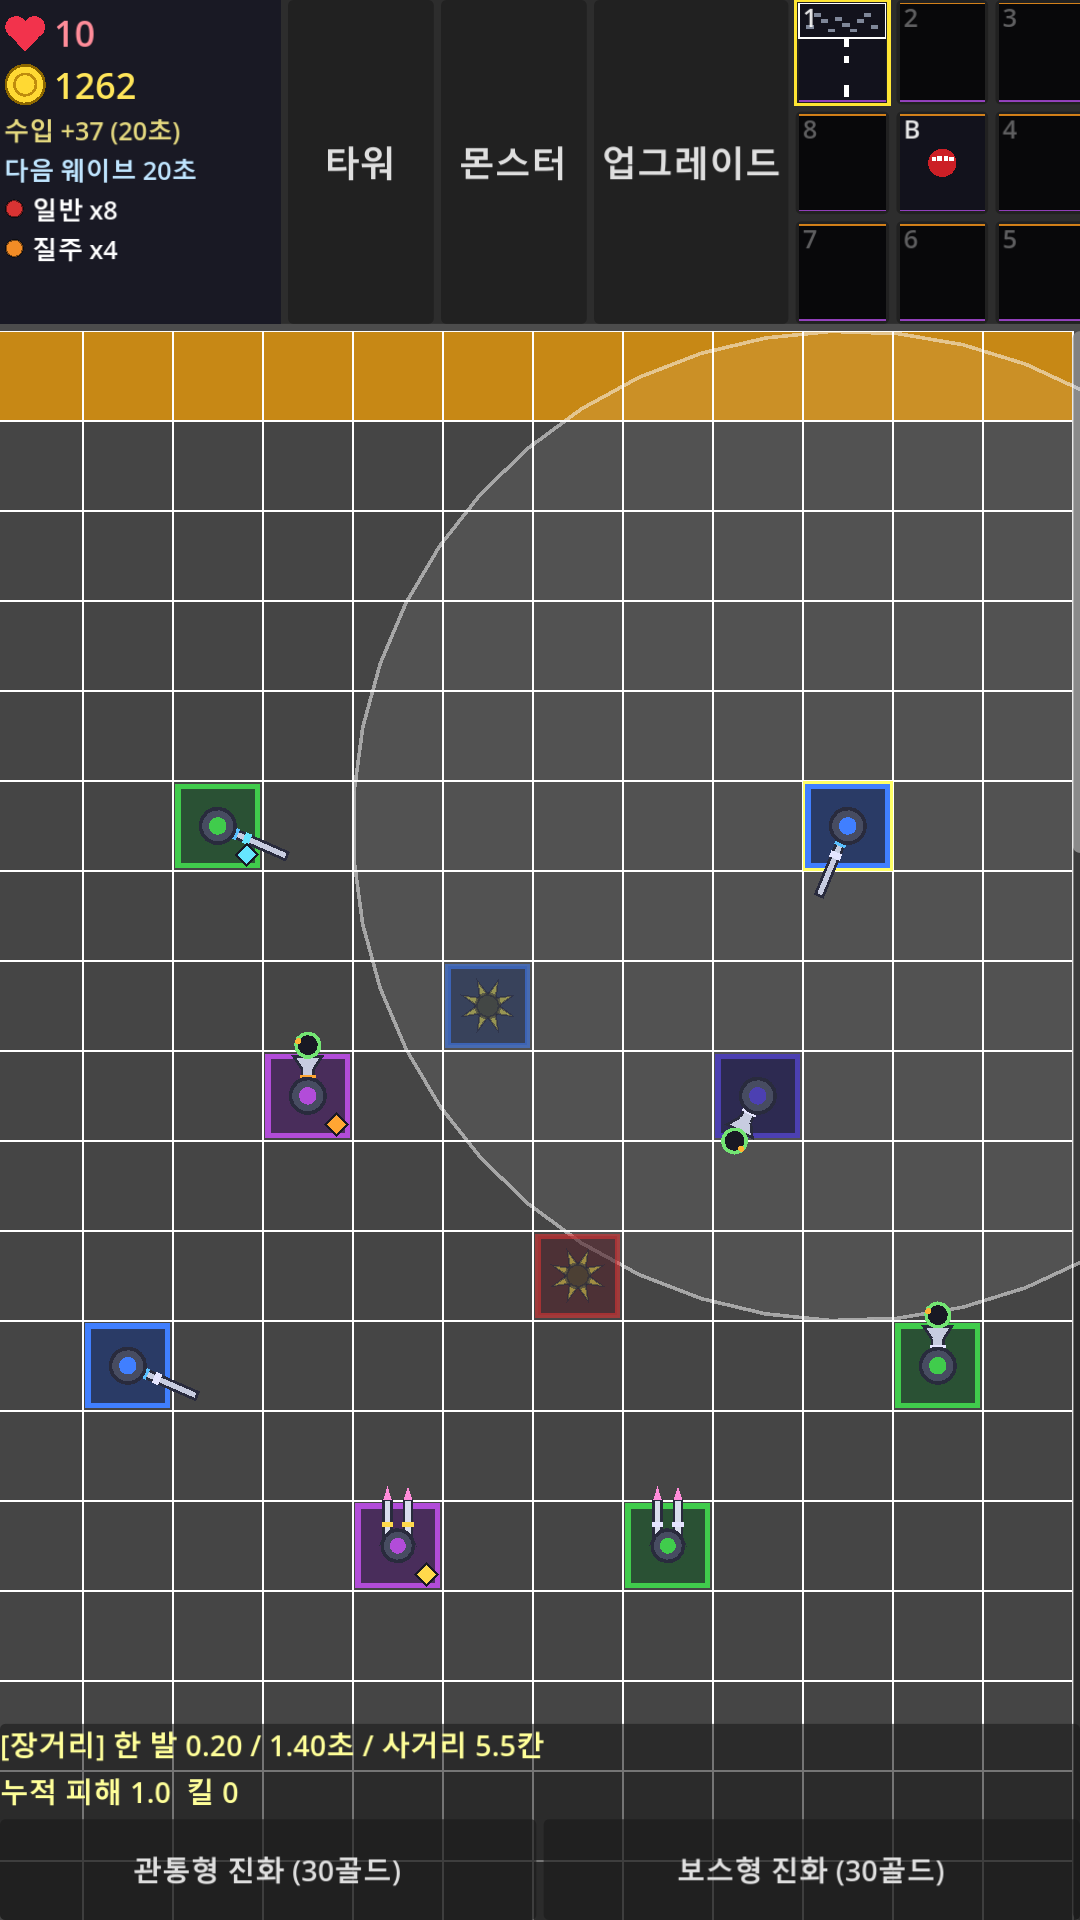 10
1262
수입 +37 (20초)
다음 웨이브 20초
일반 x8
질주 x4
타워
몬스터
업그레이드
1
2
3
8
B
4
7
6
5
[장거리] 한 발 0.20 / 1.40초 / 사거리 5.5칸
누적 피해 1.0 킬 0
관통형 진화 (30골드)
보스형 진화 (30골드)